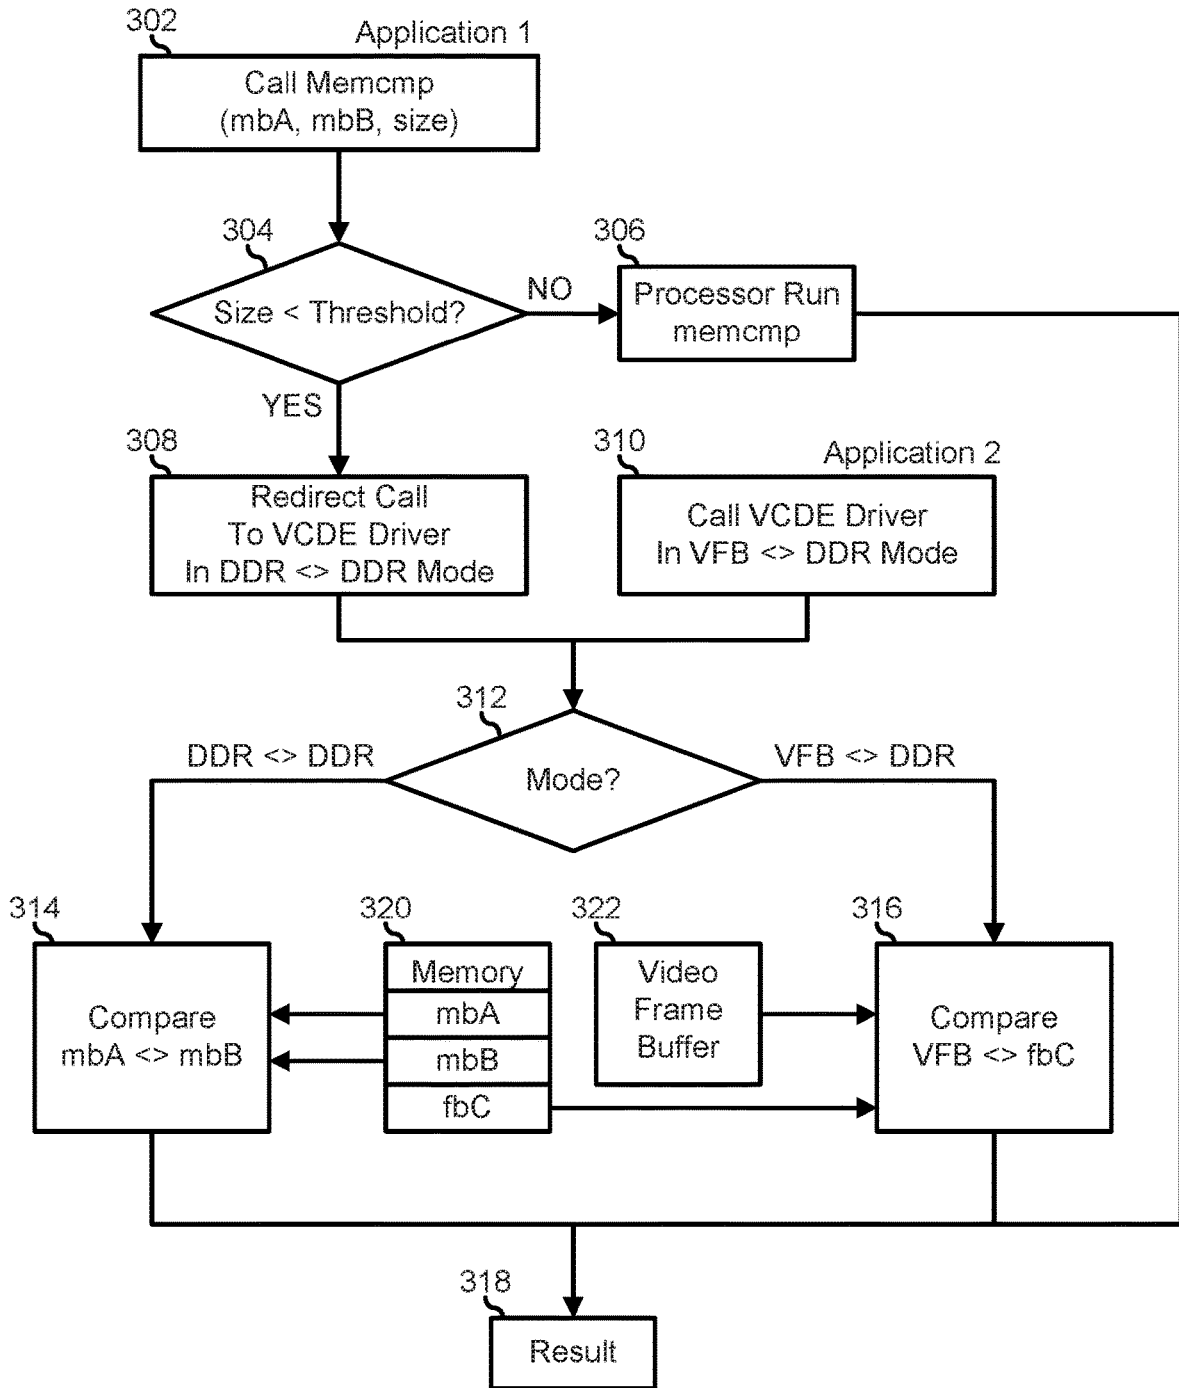 302
Application 1
Call Memcmp
(mbA, mbB, size)
304
Size < Threshold?
NO
306
Processor Run
memcmp
YES
308
Redirect Call
To VCDE Driver
In DDR <> DDR Mode
310
Application 2
Call VCDE Driver
In VFB <> DDR Mode
312
Mode?
DDR <> DDR
VFB <> DDR
314
Compare
mbA <> mbB
320
Memory
mbA
mbB
fbC
322
Video
Frame
Buffer
316
Compare
VFB <> fbC
318
Result